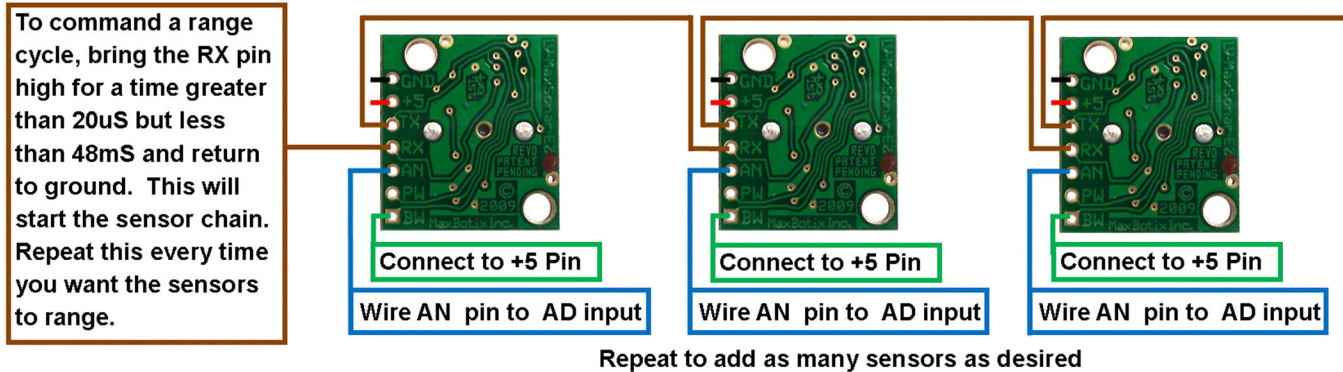 To command a range
cycle, bring the RX pin
high for a time greater
than 20uS but less
than 48mS and return
to ground.  This will
start the sensor chain.
Repeat this every time
you want the sensors
to range.
GND
+5
TX
RX
AN
PW
BW
REVD
PATENT
PENDING
©
2009
MaxBotix Inc.
Connect to +5 Pin
Wire AN  pin to  AD input
GND
+5
TX
RX
AN
PW
BW
REVD
PATENT
PENDING
©
2009
MaxBotix Inc.
Connect to +5 Pin
Wire AN  pin to  AD input
GND
+5
TX
RX
AN
PW
BW
REVD
PATENT
PENDING
©
2009
MaxBotix Inc.
Connect to +5 Pin
Wire AN  pin to  AD input
Repeat to add as many sensors as desired